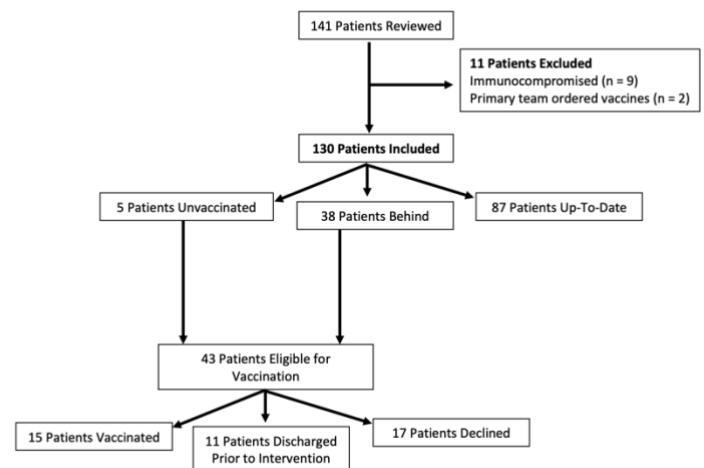 141 Patients Reviewed
11 Patients Excluded
Immunocompromised (n = 9)
Primary team ordered vaccines (n = 2)
130 Patients Included
5 Patients Unvaccinated
38 Patients Behind
87 Patients Up-To-Date
43 Patients Eligible for
Vaccination
15 Patients Vaccinated
11 Patients Discharged
Prior to Intervention
17 Patients Declined